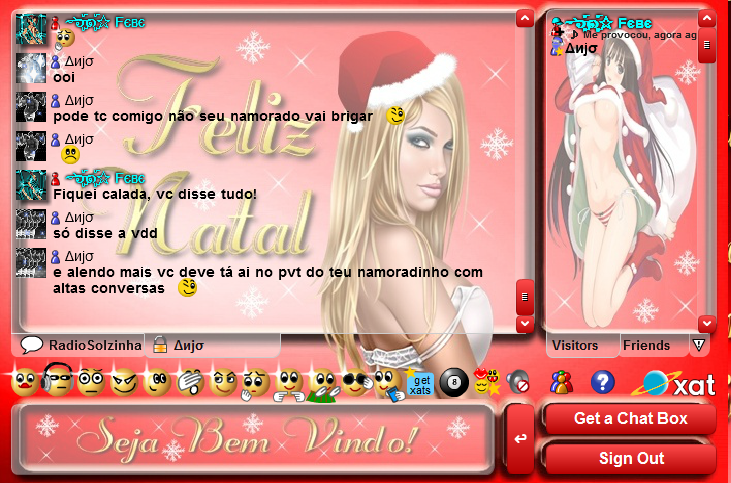 Fєвє
Δиjσ
ooi
Δиjσ
pode tc comigo não seu namorado vai brigar
Δиjσ
Fєвє
Fiquei calada, vc disse tudo!
Δиjσ
só disse a vdd
Δиjσ
e alendo mais vc deve tá ai no pvt do teu namoradinho com
altas conversas
Feliz
Natal
Fєвє
Me provocou, agora ag
Δиjσ
RadioSolzinha
Δиjσ
Visitors
Friends
get
xats
8
?
xat
Seja Bem Vindo!
Get a Chat Box
Sign Out